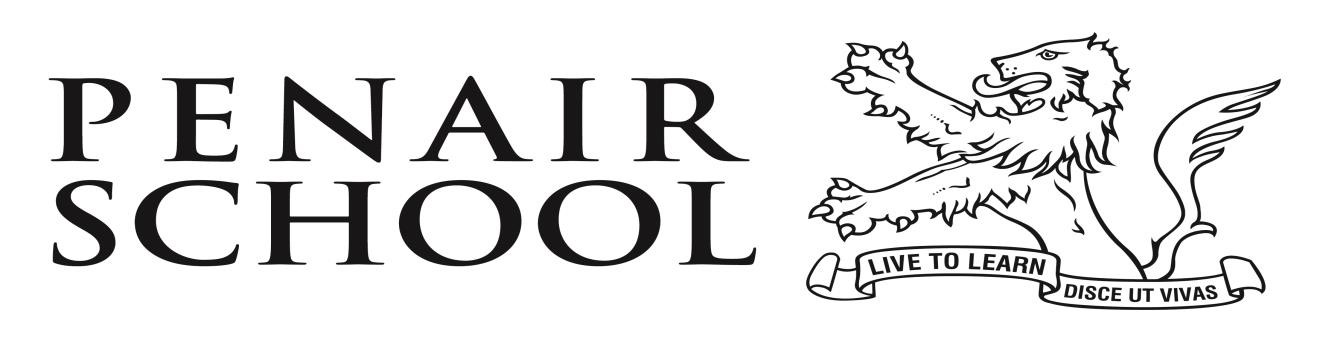 PENAIR
SCHOOL
LIVE TO LEARN
DISCE UT VIVAS